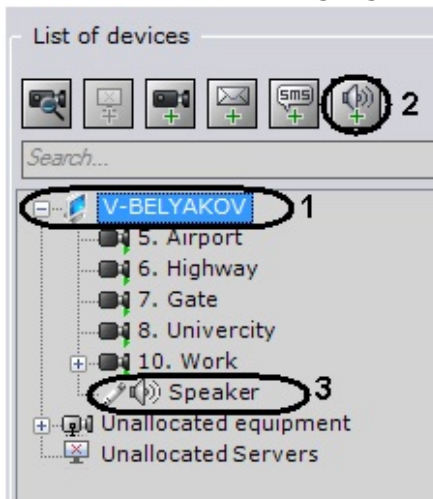 List of devices
sms
2
Search...
V-BELYAKOV 1
5. Airport
6. Highway
7. Gate
8. Univercity
10. Work
Speaker 3
Unallocated equipment
Unallocated Servers